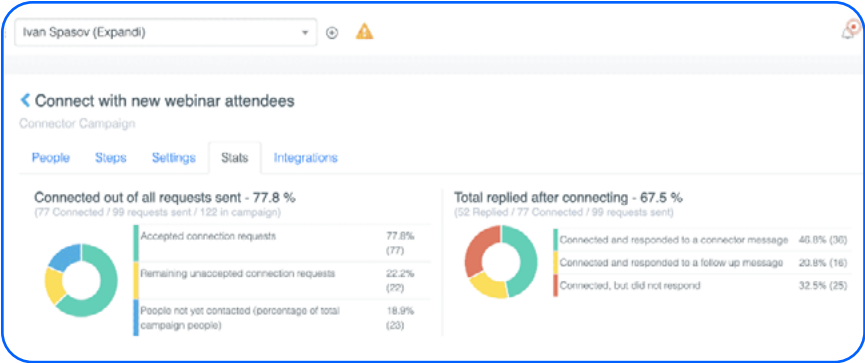 Ivan Spasov (Expandi)
Connect with new webinar attendees
Connector Campaign
People Steps Settings Stats Integrations
Connected out of all requests sent - 77.8 %
(77 Connected / 99 requests sent / 122 in campaign)
Accepted connection requests 77.8%
(77)
Remaining unaccepted connection requests 22.2%
(22)
People not yet contacted (percentage of total 18.9%
campaign people) (23)
Total replied after connecting - 67.5 %
(52 Replied / 77 Connected / 99 requests sent)
Connected and responded to a connector message 46.8% (36)
Connected and responded to a follow up message 20.8% (16)
Connected, but did not respond 32.5% (25)